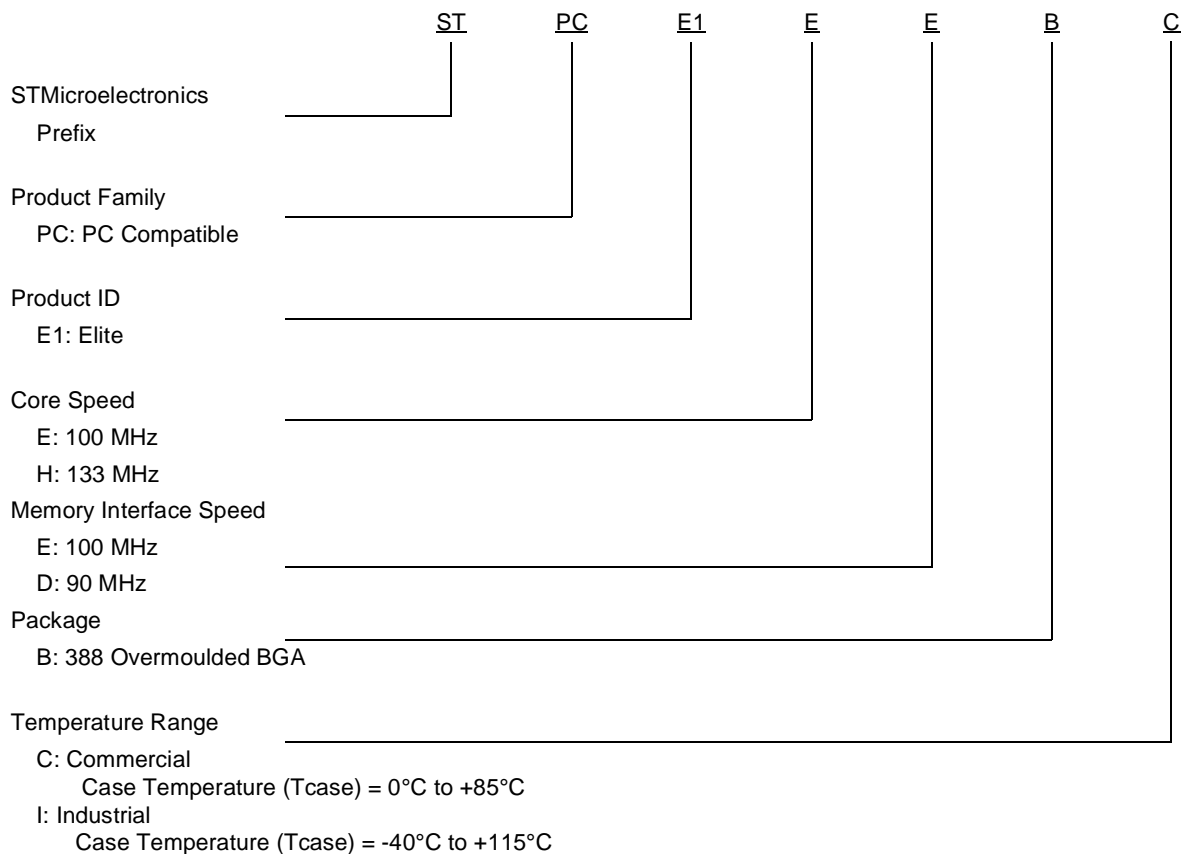 ST PC E1 E E B C
STMicroelectronics
Prefix
Product Family
PC: PC Compatible
Product ID
E1: Elite
Core Speed
E: 100 MHz
H: 133 MHz
Memory Interface Speed
E: 100 MHz
D: 90 MHz
Package
B: 388 Overmoulded BGA
Temperature Range
C: Commercial
Case Temperature (Tcase) = 0°C to +85°C
I: Industrial
Case Temperature (Tcase) = -40°C to +115°C